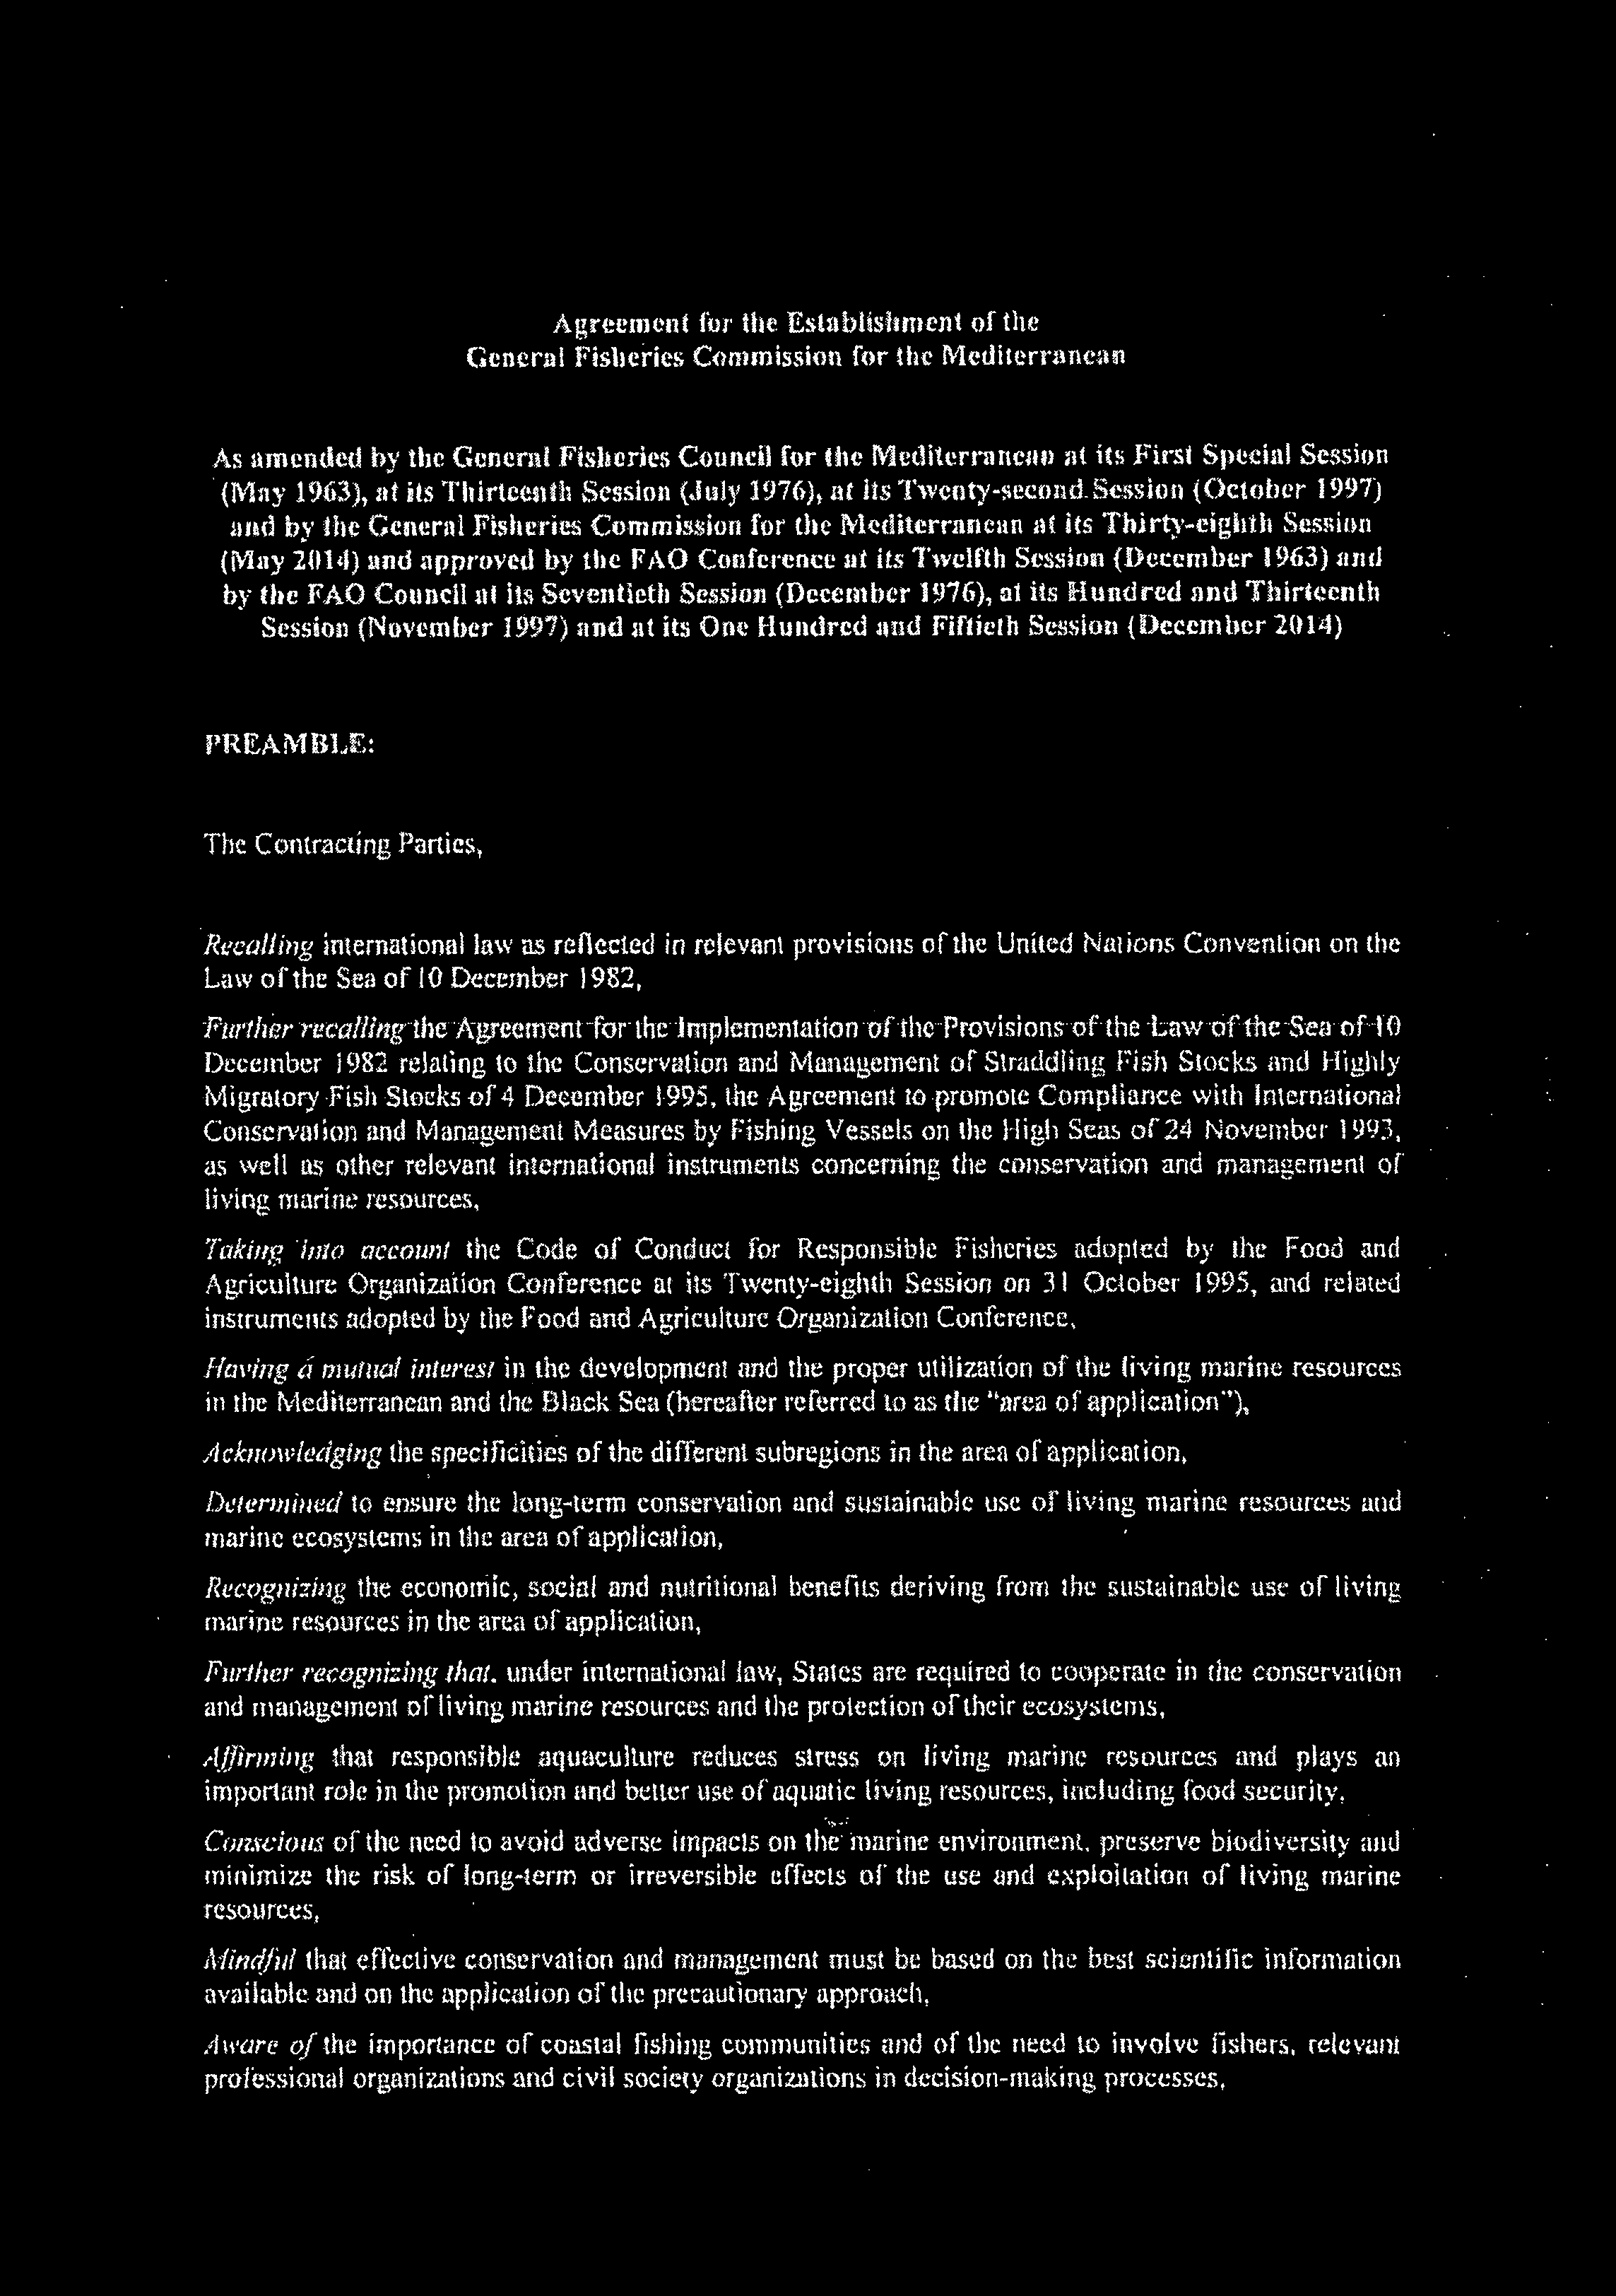 Agreement for the Establishment of the
General Fisheries Commission for the Mediterranean
As amended by the General Fisheries Council for the Mediterranean at its First Special Session
(May 1963), at its Thirteenth Session (July 1976), at its Twenty-second Session (October 1997)
and by the General Fisheries Commission for the Mediterranean at its Thirty-eighth Session
(May 2014) and approved by the FAO Conference at its Twelfth Session (December 1963) and
by the FAO Council at its Seventieth Session (December 1976), at its Hundred and Thirteenth
Session (November 1997) and at its One Hundred and Fiftieth Session (December 2014)
PREAMBLE:
The Contracting Parties,
Recalling international law as reflected in relevant provisions of the United Nations Convention on the
Law of the Sea of 10 December 1982,
Further recalling the Agreement for the Implementation of the Provisions of the Law of the Sea of 10
December 1982 relating to the Conservation and Management of Straddling Fish Stocks and Highly
Migratory Fish Stocks of 4 December 1995, the Agreement to promote Compliance with International
Conservation and Management Measures by Fishing Vessels on the High Seas of 24 November 1993,
as well as other relevant international instruments concerning the conservation and management of
living marine resources,
Taking into account the Code of Conduct for Responsible Fisheries adopted by the Food and
Agriculture Organization Conference at its Twenty-eighth Session on 31 October 1995, and related
instruments adopted by the Food and Agriculture Organization Conference,
Having a mutual interest in the development and the proper utilization of the living marine resources
in the Mediterranean and the Black Sea (hereafter referred to as the "area of application"),
Acknowledging the specificities of the different subregions in the area of application,
Determined to ensure the long-term conservation and sustainable use of living marine resources and
marine ecosystems in the area of application,
Recognizing the economic, social and nutritional benefits deriving from the sustainable use of living
marine resources in the area of application,
Further recognizing that, under international law, States are required to cooperate in the conservation
and management of living marine resources and the protection of their ecosystems,
Affirming that responsible aquaculture reduces stress on living marine resources and plays an
important role in the promotion and better use of aquatic living resources, including food security,
Conscious of the need to avoid adverse impacts on the marine environment, preserve biodiversity and
minimize the risk of long-term or irreversible effects of the use and exploitation of living marine
resources,
Mindful that effective conservation and management must be based on the best scientific information
available and on the application of the precautionary approach,
Aware of the importance of coastal fishing communities and of the need to involve fishers, relevant
professional organizations and civil society organizations in decision-making processes,